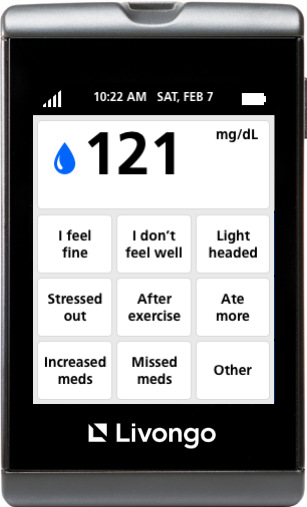 10:22 AM SAT, FEB 7
121 mg/dL
I feel
fine
I don't
feel well
Light
headed
Stressed
out
After
exercise
Ate
more
Increased
meds
Missed
meds
Other
Livongo